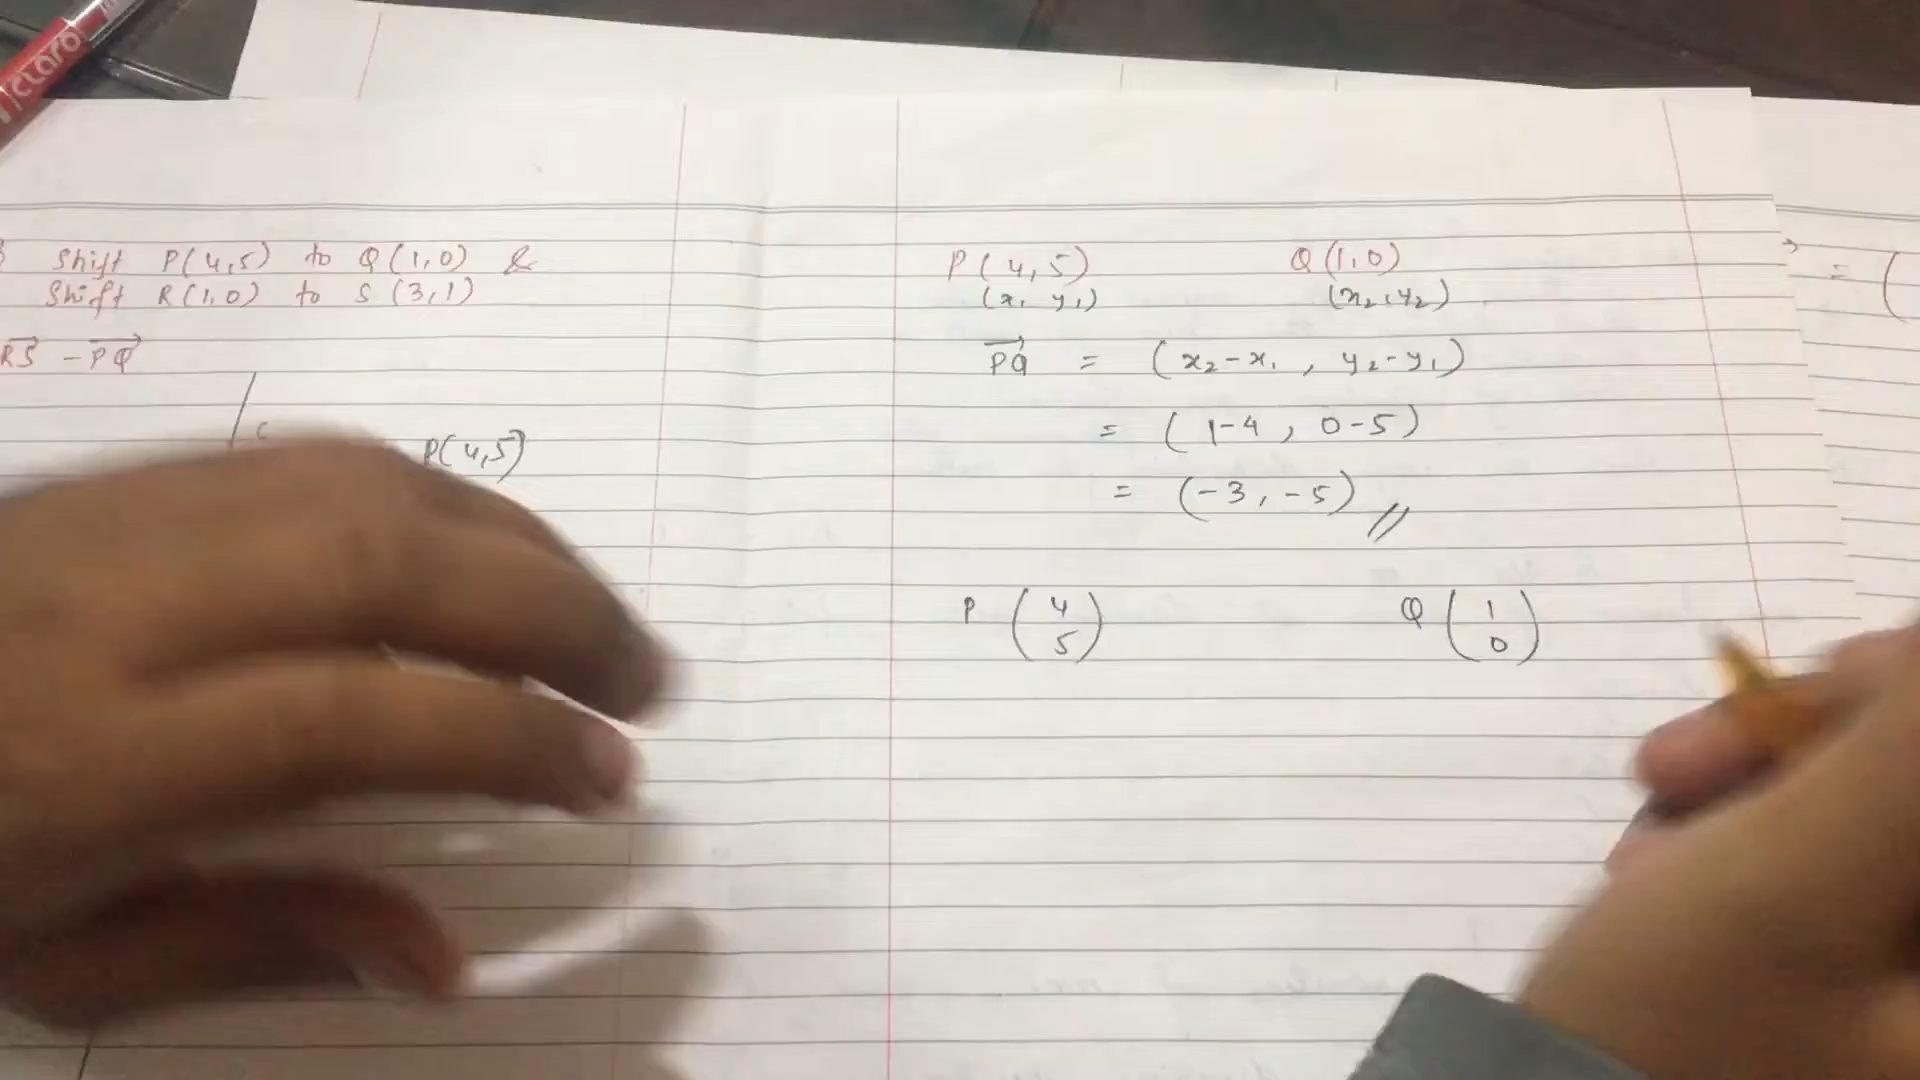 claro
Shift P(4,5) to Q(1,0) &
Shift R(1,0) to S(3,1)
RS - PQ
P(4,5)
P(4,5) Q(1,0)
(x₁ y₁) (x₂,y₂)
PQ = (x₂-x₁ , y₂-y₁)
= (1-4 , 0-5)
= (-3,-5)
P (4
5) Q (1
0)
= (